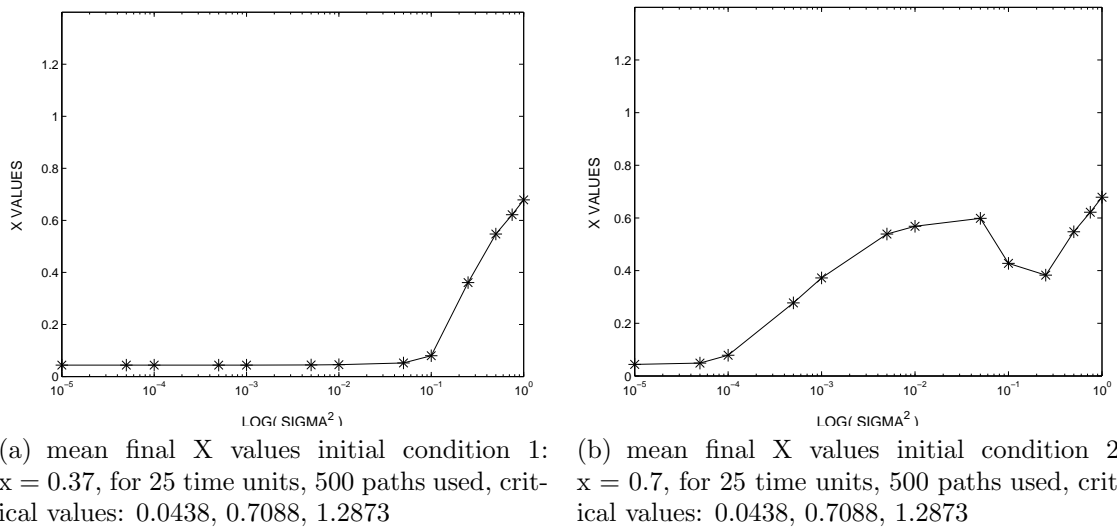 1.2
1
0.8
0.6
0.4
0.2
0
X VALUES
10⁻⁵ 10⁻⁴ 10⁻³ 10⁻² 10⁻¹ 10⁰
LOG( SIGMA² )
1.2
1
0.8
0.6
0.4
0.2
0
X VALUES
10⁻⁵ 10⁻⁴ 10⁻³ 10⁻² 10⁻¹ 10⁰
LOG( SIGMA² )
(a) mean final X values initial condition 1:
x = 0.37, for 25 time units, 500 paths used, crit-
ical values: 0.0438, 0.7088, 1.2873
(b) mean final X values initial condition 2
x = 0.7, for 25 time units, 500 paths used, crit
ical values: 0.0438, 0.7088, 1.2873